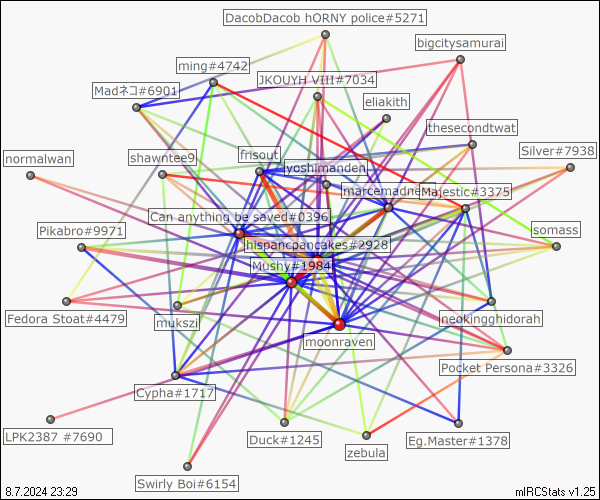 DacobDacob hORNY police#5271
bigcitysamurai
ming#4742
JKOUYH VIII#7034
Madネコ#6901
eliakith
thesecondtwat
Silver#7938
normalwan
shawntee9
frisout
yoshimanden
marcemadne
Majestic#3375
Can anything be saved#0396
Pikabro#9971
hispancpancakes#2928
somass
Mushy#1984
Fedora Stoat#4479
mukszi
neokingghidorah
moonraven
Pocket Persona#3326
Cypha#1717
LPK2387 #7690
Duck#1245
zebula
Eg.Master#1378
Swirly Boi#6154
8.7.2024 23:29
mIRCStats v1.25